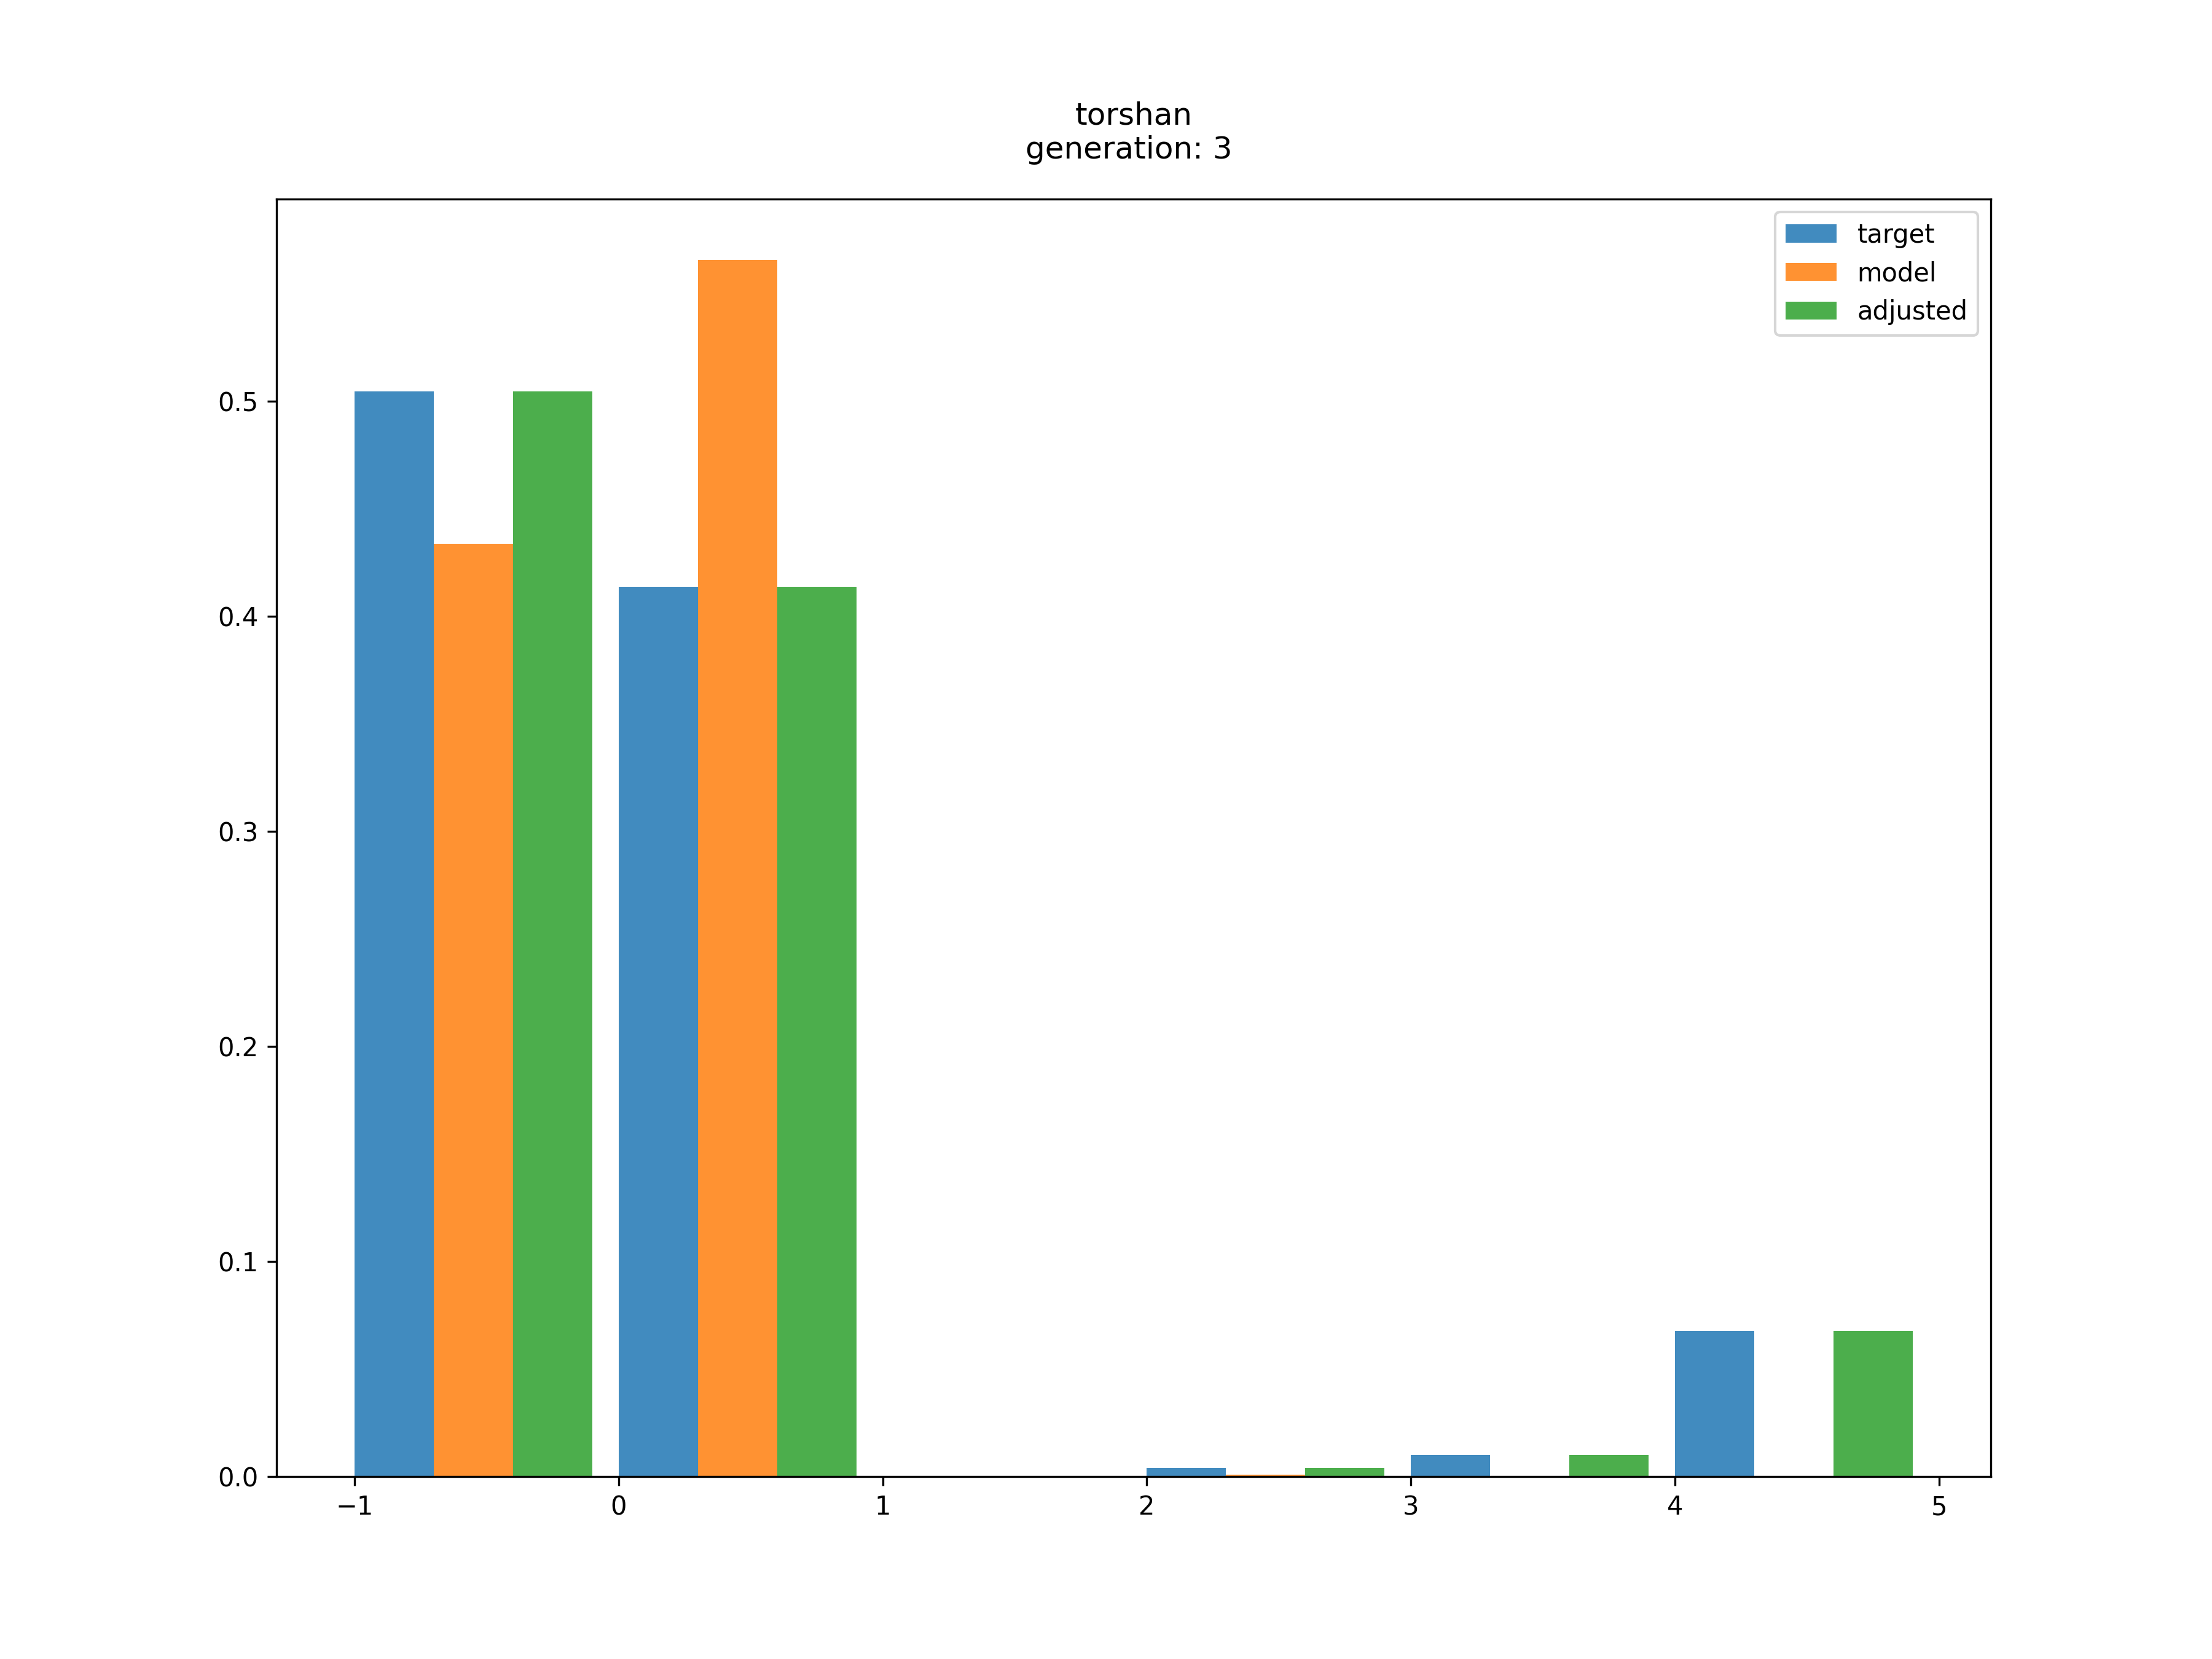 torshan
generation: 3
target
model
adjusted
0.5
0.4
0.3
0.2
0.1
0.0
−1 0 1 2 3 4 5